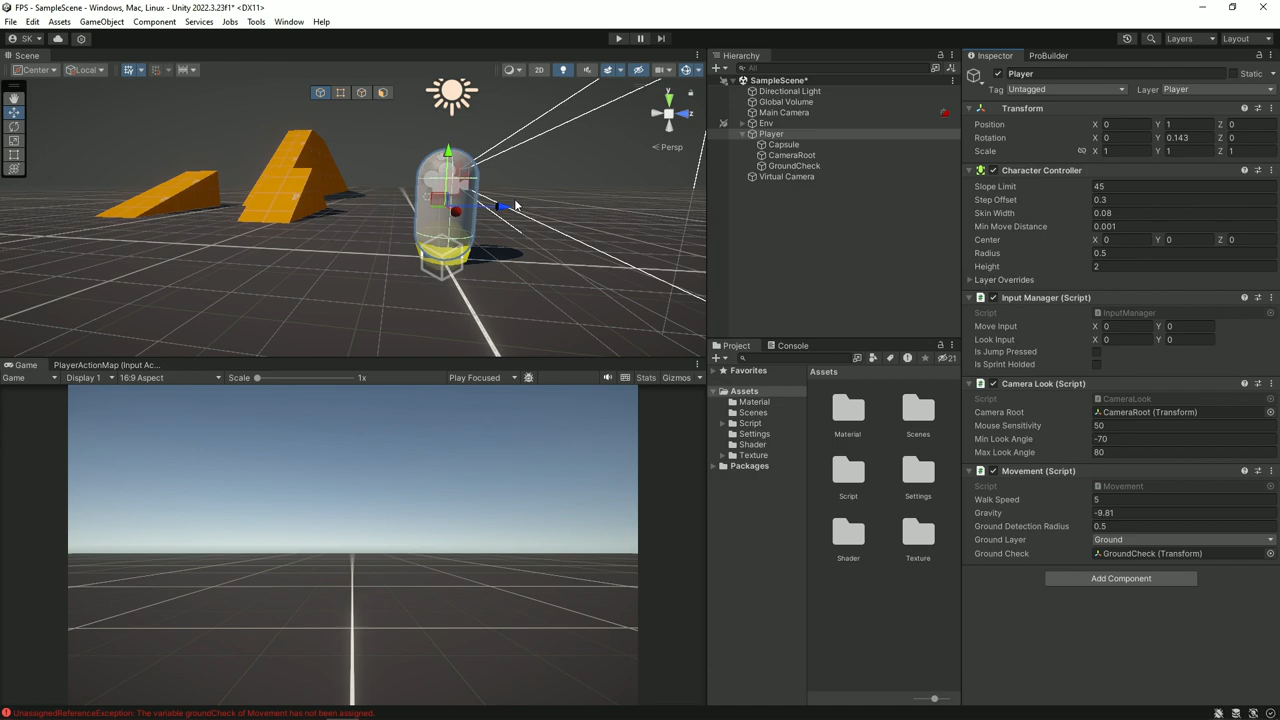 FPS - SampleScene - Windows, Mac, Linux - Unity 2022.3.23f1* <DX11>
File Edit Assets GameObject Component Services Jobs Tools Window Help
SK
Layers
Layout
Scene
Center
Local
2D
y
z
Persp
Game
PlayerActionMap (Input Ac...
Game
Display 1
16:9 Aspect
Scale
1x
Play Focused
Stats
Gizmos
Hierarchy
All
SampleScene*
Directional Light
Global Volume
Main Camera
Env
Player
Capsule
CameraRoot
GroundCheck
Virtual Camera
Project
Console
21
Favorites
Assets
Material
Scenes
Script
Settings
Shader
Texture
Packages
Assets
Material
Scenes
Script
Settings
Shader
Texture
Inspector
ProBuilder
Player
Static
Tag Untagged
Layer Player
Transform
Position X 0 Y 1 Z 0
Rotation X 0 Y 0.143 Z 0
Scale X 1 Y 1 Z 1
Character Controller
Slope Limit 45
Step Offset 0.3
Skin Width 0.08
Min Move Distance 0.001
Center X 0 Y 0 Z 0
Radius 0.5
Height 2
Layer Overrides
Input Manager (Script)
Script InputManager
Move Input X 0 Y 0
Look Input X 0 Y 0
Is Jump Pressed
Is Sprint Holded
Camera Look (Script)
Script CameraLook
Camera Root CameraRoot (Transform)
Mouse Sensitivity 50
Min Look Angle -70
Max Look Angle 80
Movement (Script)
Script Movement
Walk Speed 5
Gravity -9.81
Ground Detection Radius 0.5
Ground Layer Ground
Ground Check GroundCheck (Transform)
Add Component
UnassignedReferenceException: The variable groundCheck of Movement has not been assigned.